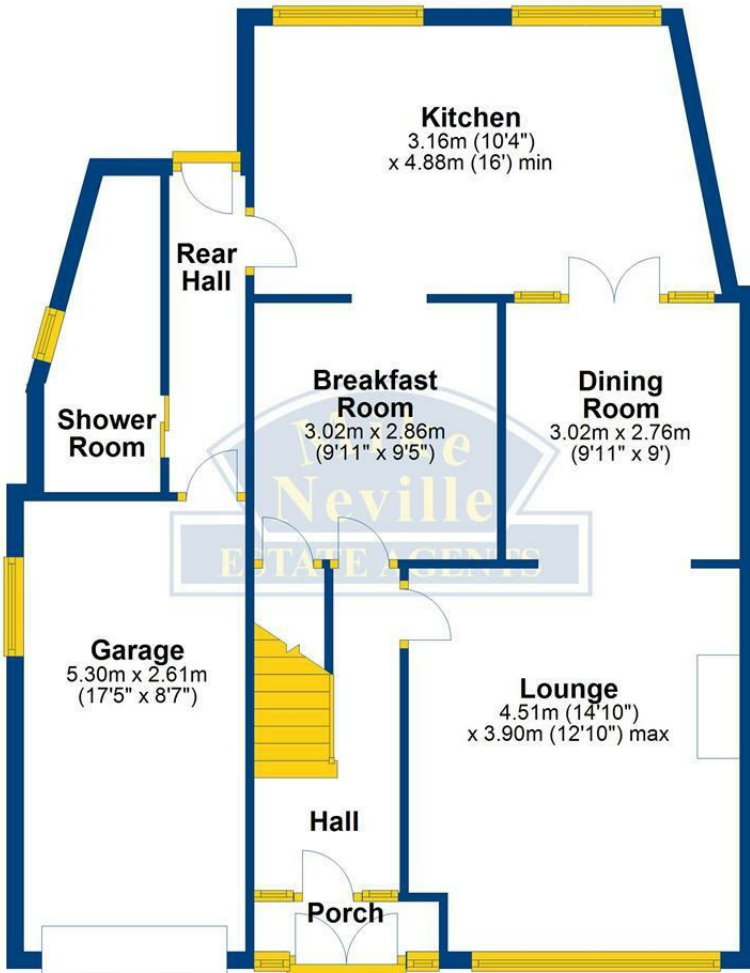 Kitchen
3.16m (10'4")
x 4.88m (16') min
Rear
Hall
Breakfast
Room
3.02m x 2.86m
(9'11" x 9'5")
Dining
Room
3.02m x 2.76m
(9'11" x 9')
Shower
Room
Mike
Neville
ESTATE AGENTS
Garage
5.30m x 2.61m
(17'5" x 8'7")
Lounge
4.51m (14'10")
x 3.90m (12'10") max
Hall
Porch